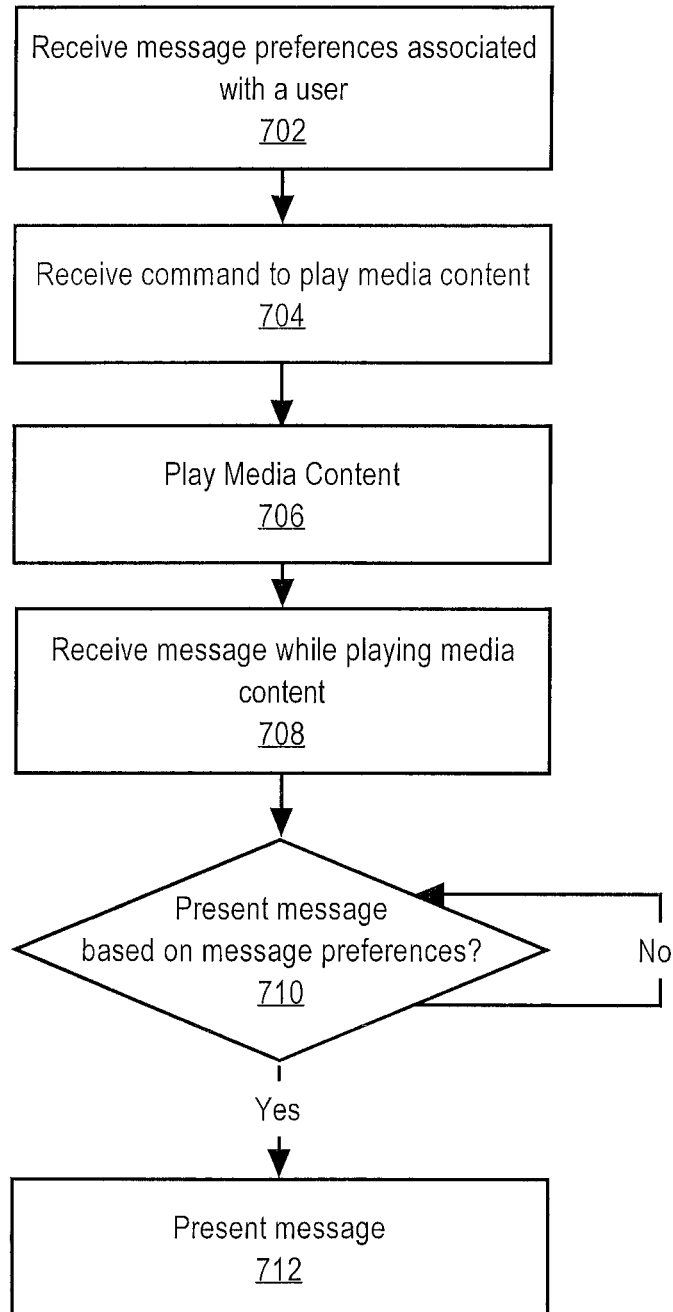 Receive message preferences associated
with a user
702
Receive command to play media content
704
Play Media Content
706
Receive message while playing media
content
708
Present message
based on message preferences?
710
No
Yes
Present message
712